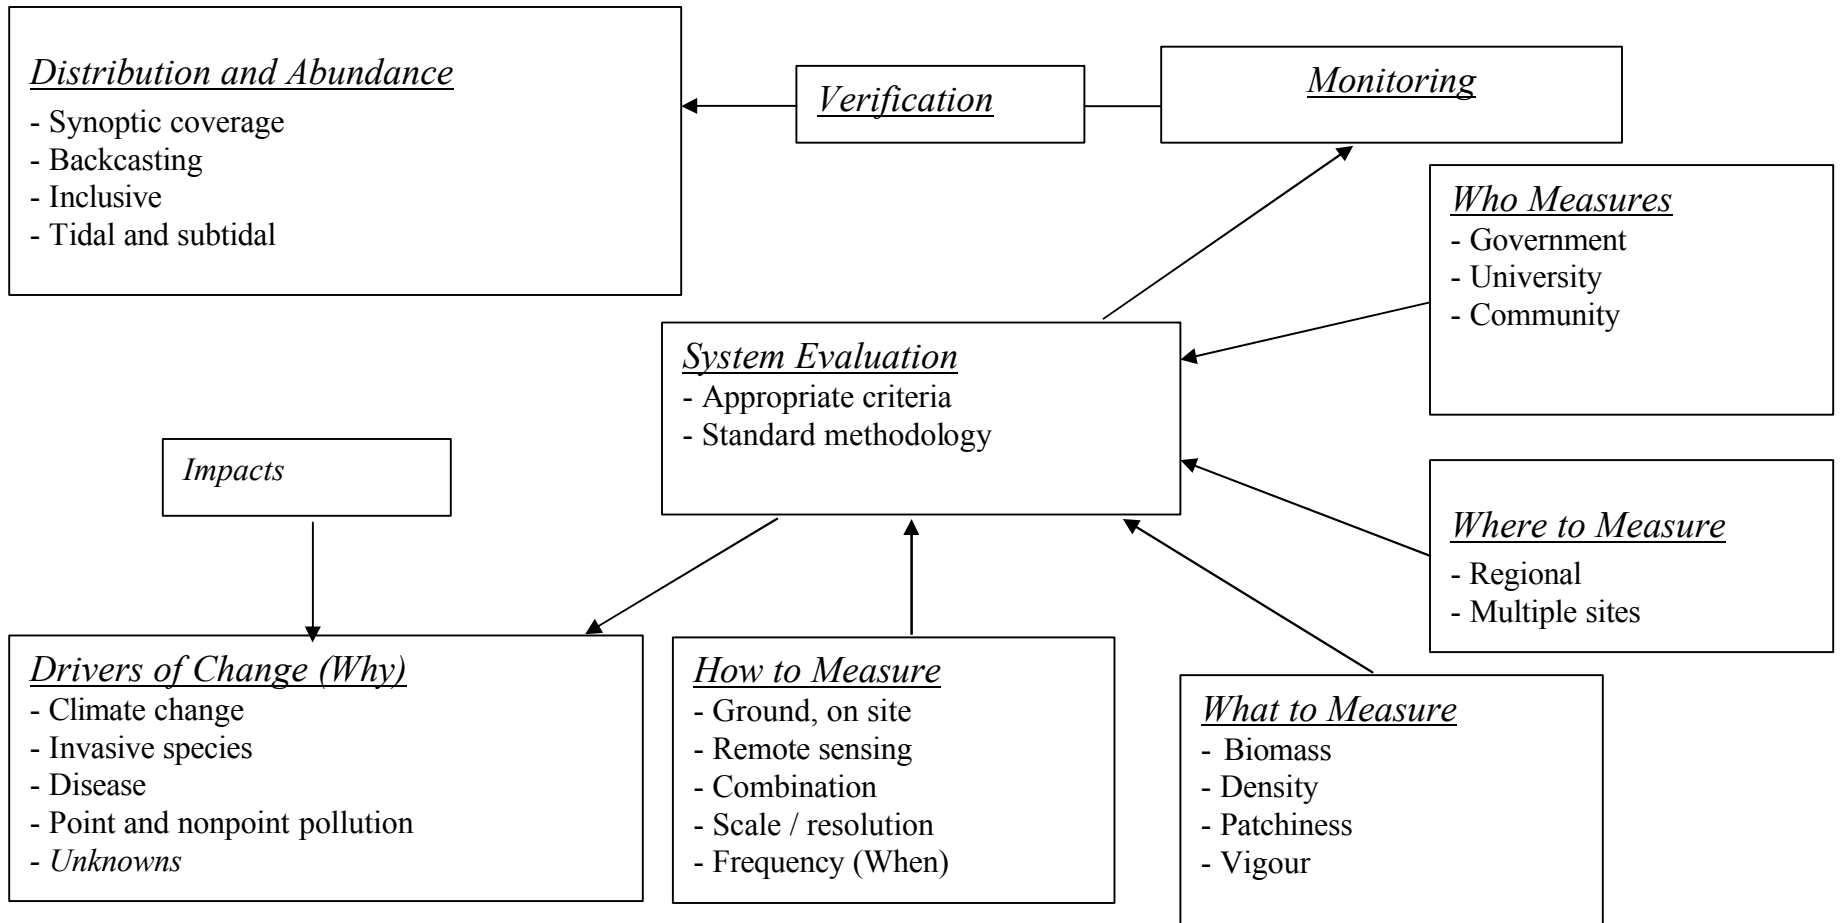 Distribution and Abundance
- Synoptic coverage
- Backcasting
- Inclusive
- Tidal and subtidal
Verification
Monitoring
Who Measures
- Government
- University
- Community
System Evaluation
- Appropriate criteria
- Standard methodology
Impacts
Where to Measure
- Regional
- Multiple sites
Drivers of Change (Why)
- Climate change
- Invasive species
- Disease
- Point and nonpoint pollution
- Unknowns
How to Measure
- Ground, on site
- Remote sensing
- Combination
- Scale / resolution
- Frequency (When)
What to Measure
- Biomass
- Density
- Patchiness
- Vigour